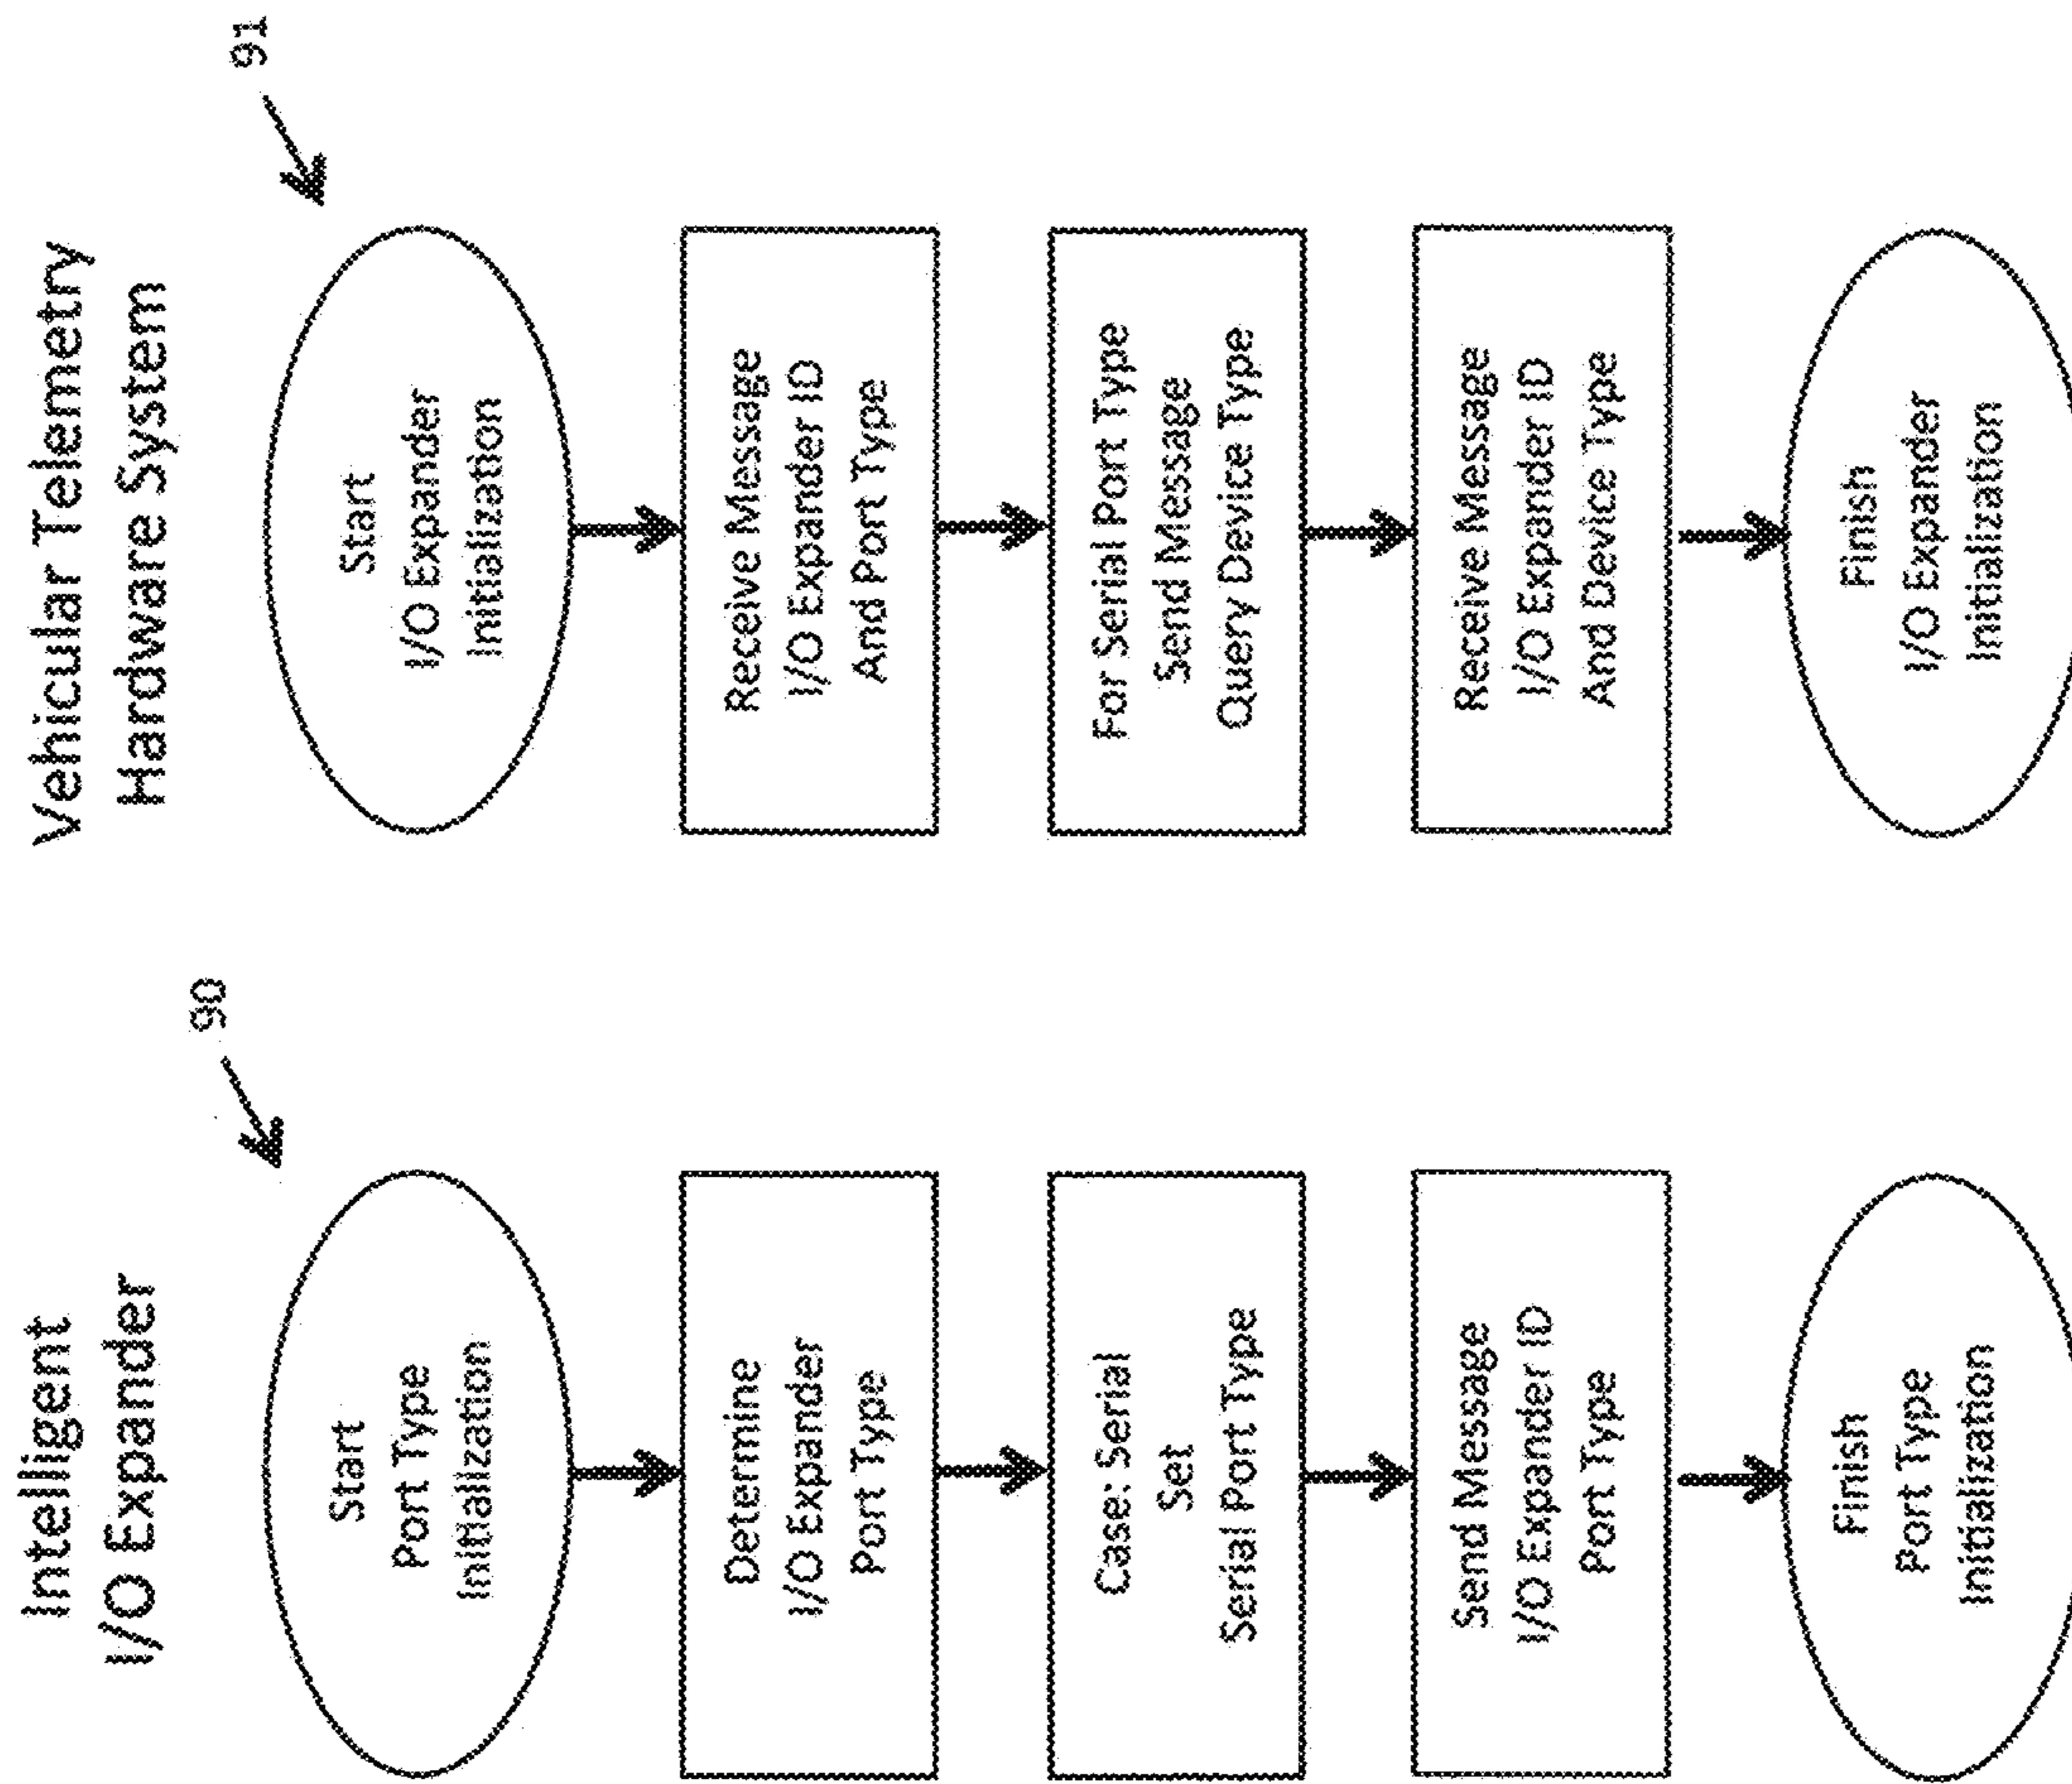 Intelligent
I/O Expander
90
Start
Port Type
Initialization
Determine
I/O Expander
Port Type
Case: Serial
Set
Serial Port Type
Send Message
I/O Expander ID
Port Type
Finish
Port Type
Initialization
Vehicular Telemetry
Hardware System
91
Start
I/O Expander
Initialization
Receive Message
I/O Expander ID
And Port Type
For Serial Port Type
Send Message
Query Device Type
Receive Message
I/O Expander ID
And Device Type
Finish
I/O Expander
Initialization